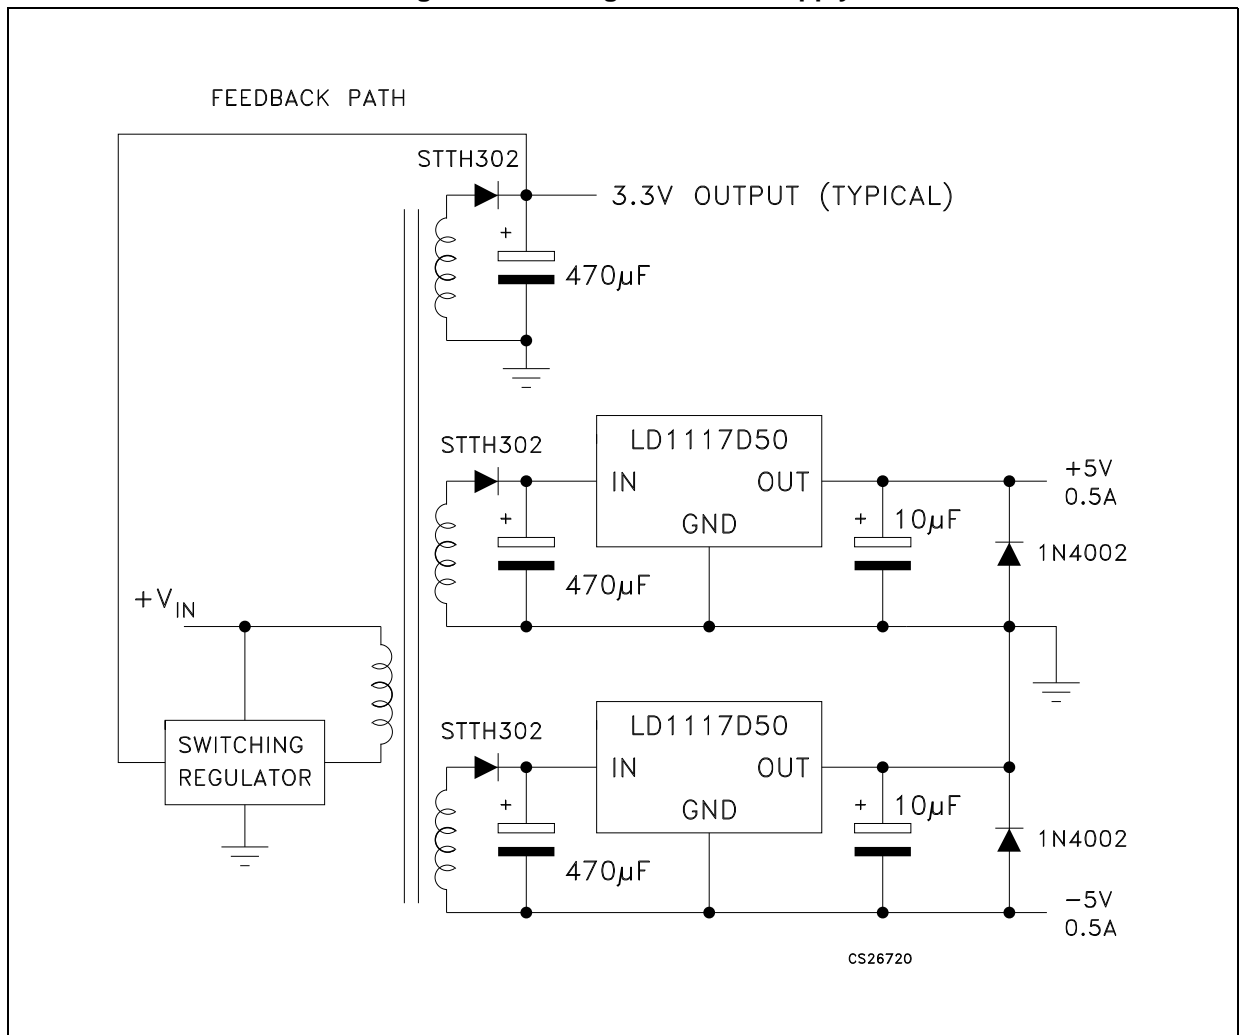 FEEDBACK PATH
STTH302
3.3V OUTPUT (TYPICAL)
+
470µF
STTH302
LD1117D50
IN
OUT
GND
+
470µF
+
10µF
+5V
0.5A
1N4002
+VIN
SWITCHING
REGULATOR
STTH302
LD1117D50
IN
OUT
GND
+
470µF
+
10µF
1N4002
-5V
0.5A
CS26720